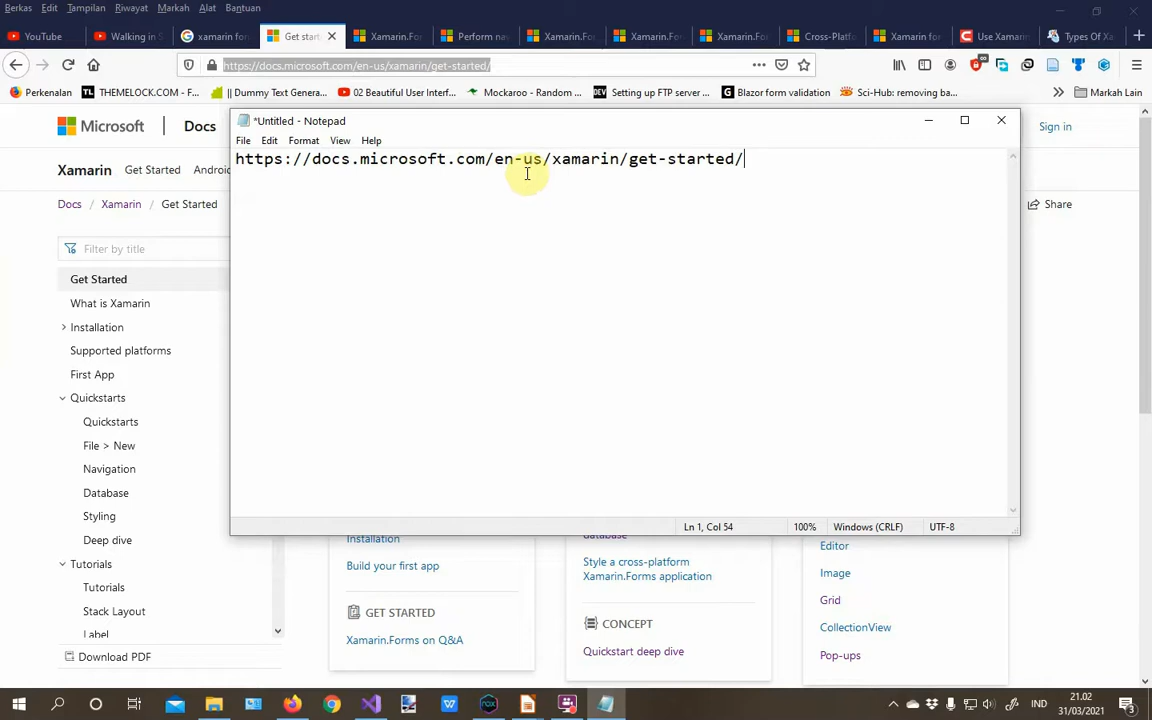 Berkas Edit Tampilan Riwayat Markah Alat Bantuan
YouTube Walking in S xamarin for Get start Xamarin.For Perform nav Xamarin.Fo Xamarin.Fo Xamarin.Fo Cross-Platf Xamarin for Use Xamarin Types Of Xa
https://docs.microsoft.com/en-us/xamarin/get-started/
Perkenalan THEMELOCK.COM - F... || Dummy Text Genera... 02 Beautiful User Interf... Mockaroo - Random ... Setting up FTP server ... Blazor form validation Sci-Hub: removing ba... Markah Lain
Microsoft Docs Sign in
*Untitled - Notepad
File Edit Format View Help
https://docs.microsoft.com/en-us/xamarin/get-started/
Xamarin Get Started Androi
Docs Xamarin Get Started Share
Filter by title
Get Started
What is Xamarin
Installation
Supported platforms
First App
Quickstarts
Quickstarts
File > New
Navigation
Database
Styling
Deep dive
Tutorials
Tutorials
Stack Layout
Label
Download PDF
Ln 1, Col 54 100% Windows (CRLF) UTF-8
Installation
Build your first app
GET STARTED
Xamarin.Forms on Q&A
database
Style a cross-platform
Xamarin.Forms application
CONCEPT
Quickstart deep dive
Editor
Image
Grid
CollectionView
Pop-ups
IND
21.02
31/03/2021
3